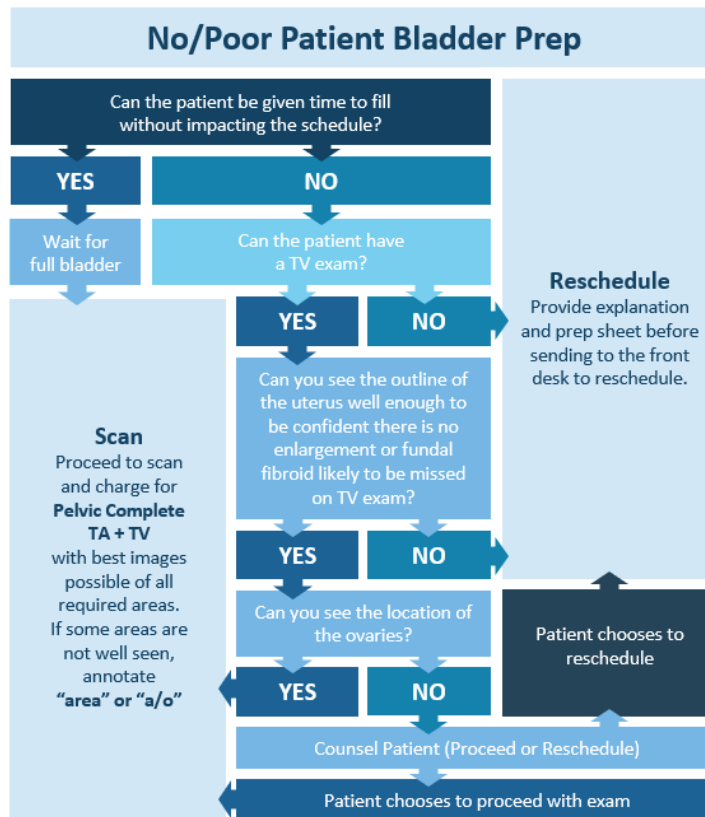 No/Poor Patient Bladder Prep
Can the patient be given time to fill
without impacting the schedule?
YES
NO
Wait for
full bladder
Can the patient have
a TV exam?
YES
NO
Reschedule
Provide explanation
and prep sheet before
sending to the front
desk to reschedule.
Can you see the outline of
the uterus well enough to
be confident there is no
enlargement or fundal
fibroid likely to be missed
on TV exam?
Scan
Proceed to scan
and charge for
Pelvic Complete
TA + TV
with best images
possible of all
required areas.
If some areas are
not well seen,
annotate
“area” or “a/o”
YES
NO
Can you see the location of
the ovaries?
Patient chooses to
reschedule
YES
NO
Counsel Patient (Proceed or Reschedule)
Patient chooses to proceed with exam